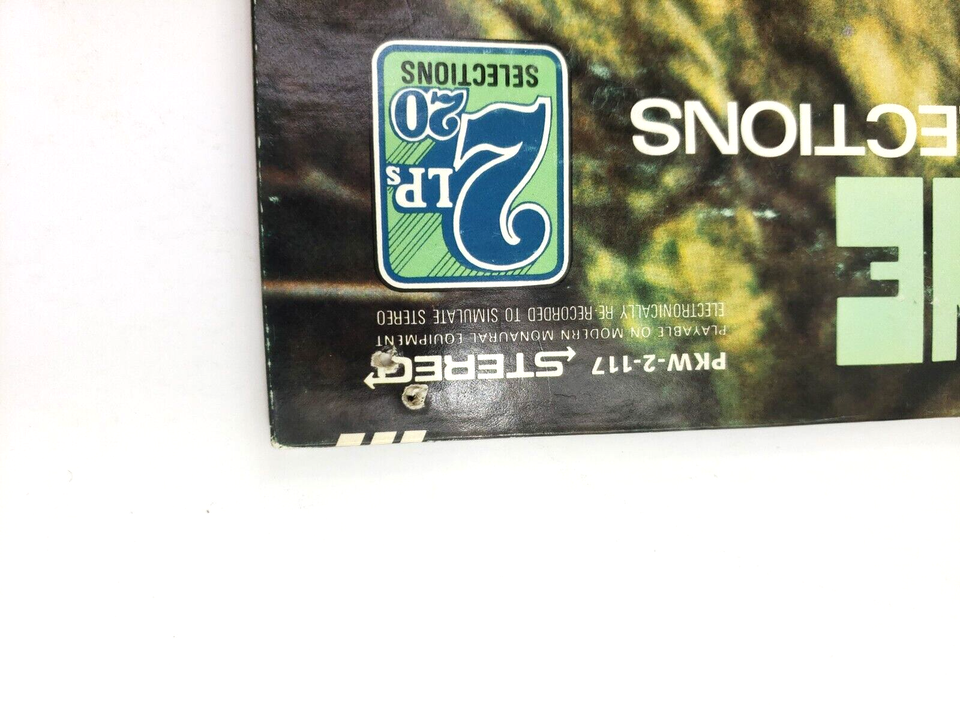 PKW-2-117 STEREO
PLAYABLE ON MODERN MONAURAL EQUIPMENT
ELECTRONICALLY RE-RECORDED TO SIMULATE STEREO
2 LPs
20
SELECTIONS
NE
ECTIONS